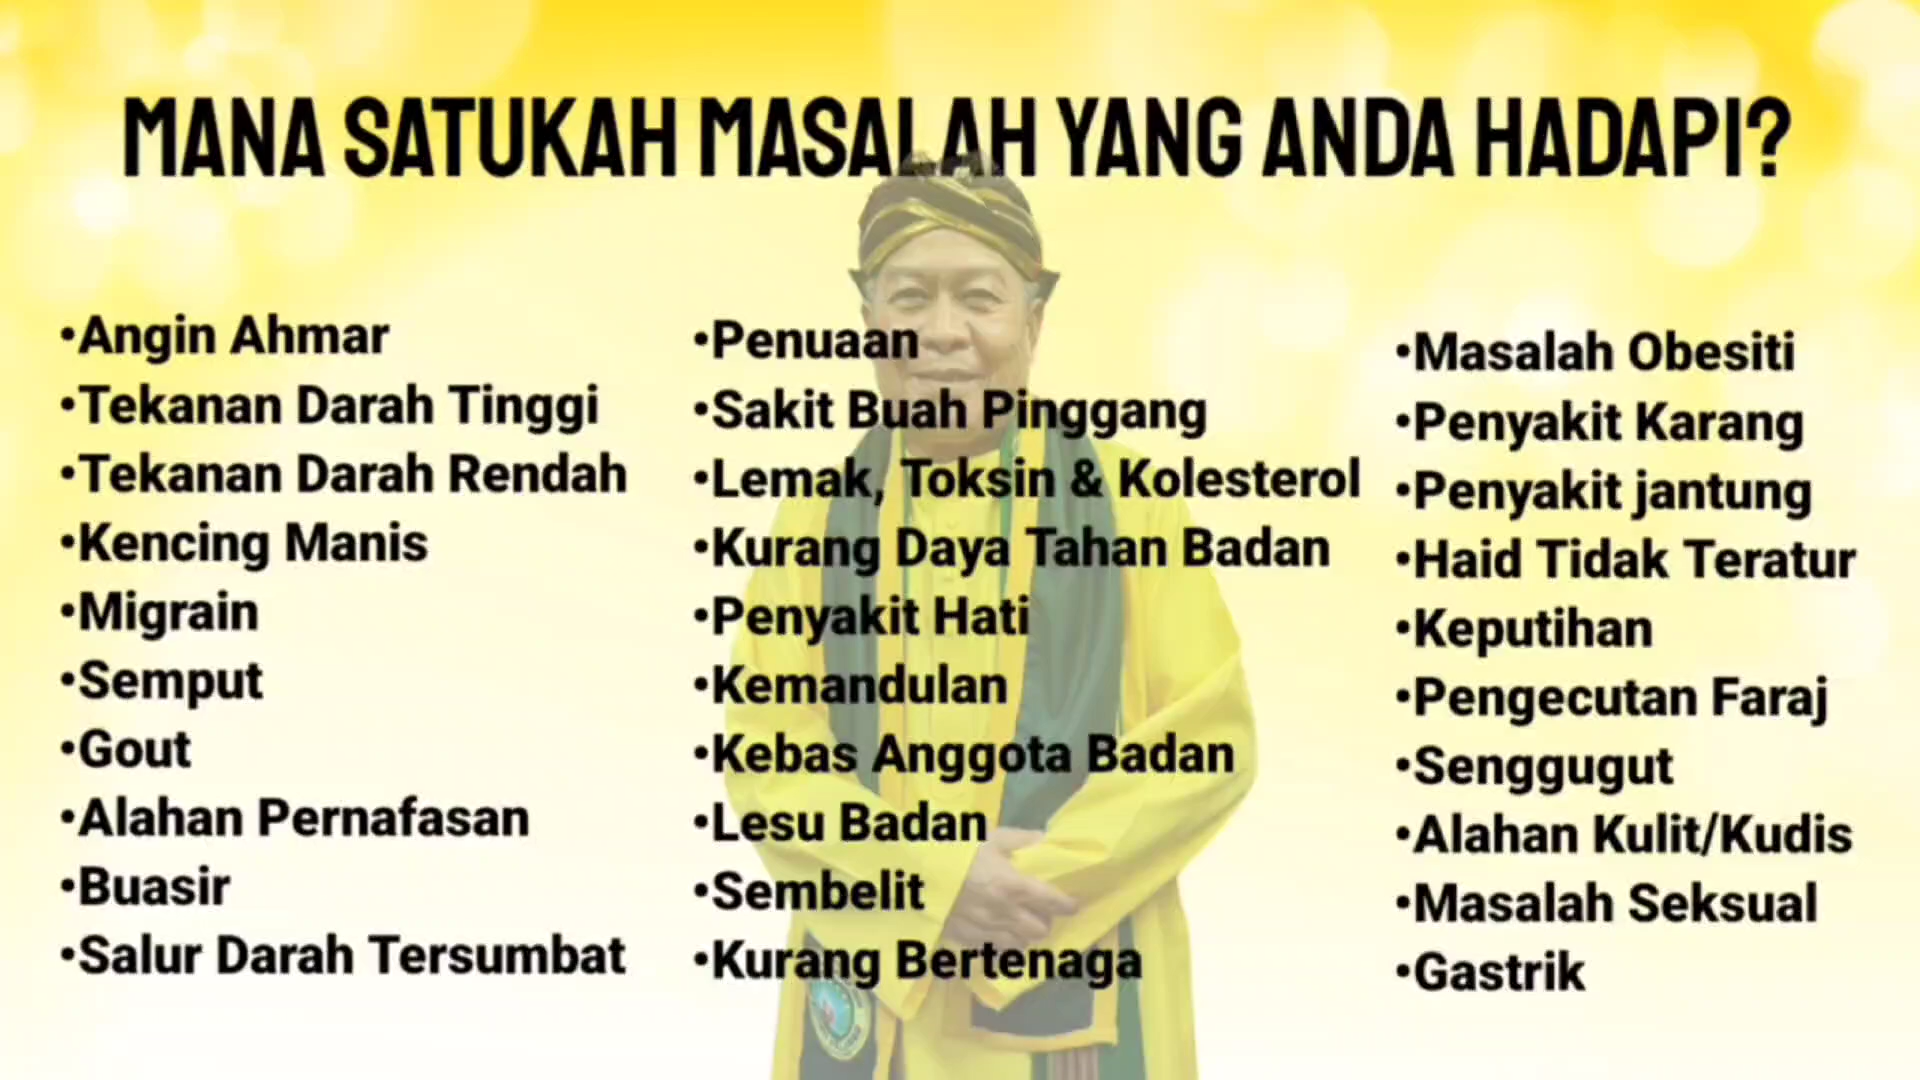 MANA SATUKAH MASALAH YANG ANDA HADAPI?
•Angin Ahmar
•Tekanan Darah Tinggi
•Tekanan Darah Rendah
•Kencing Manis
•Migrain
•Semput
•Gout
•Alahan Pernafasan
•Buasir
•Salur Darah Tersumbat
•Penuaan
•Sakit Buah Pinggang
•Lemak, Toksin & Kolesterol
•Kurang Daya Tahan Badan
•Penyakit Hati
•Kemandulan
•Kebas Anggota Badan
•Lesu Badan
•Sembelit
•Kurang Bertenaga
•Masalah Obesiti
•Penyakit Karang
•Penyakit jantung
•Haid Tidak Teratur
•Keputihan
•Pengecutan Faraj
•Senggugut
•Alahan Kulit/Kudis
•Masalah Seksual
•Gastrik